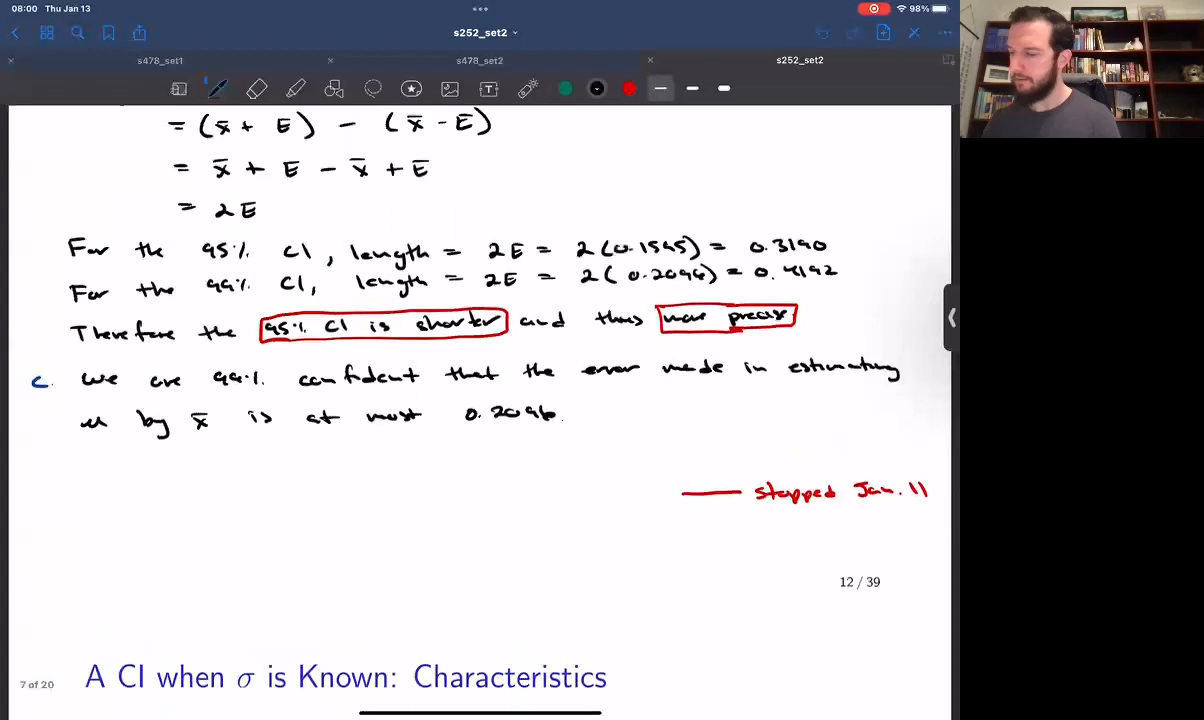 08:00 Thu Jan 13
98%
s252_set2
s478_set1
s478_set2
s252_set2
= (x̄ + E) - (x̄ - E)
= x̄ + E - x̄ + E
= 2E
For the 95% CI, length = 2E = 2(0.1595) = 0.3190
For the 99% CI, length = 2E = 2(0.2096) = 0.4192
Therefore the 95% CI is shorter and thus more precise
c. We are 99% confident that the error made in estimating
μ by x̄ is at most 0.2096.
stopped Jan. 11
12 / 39
7 of 20
A CI when σ is Known: Characteristics